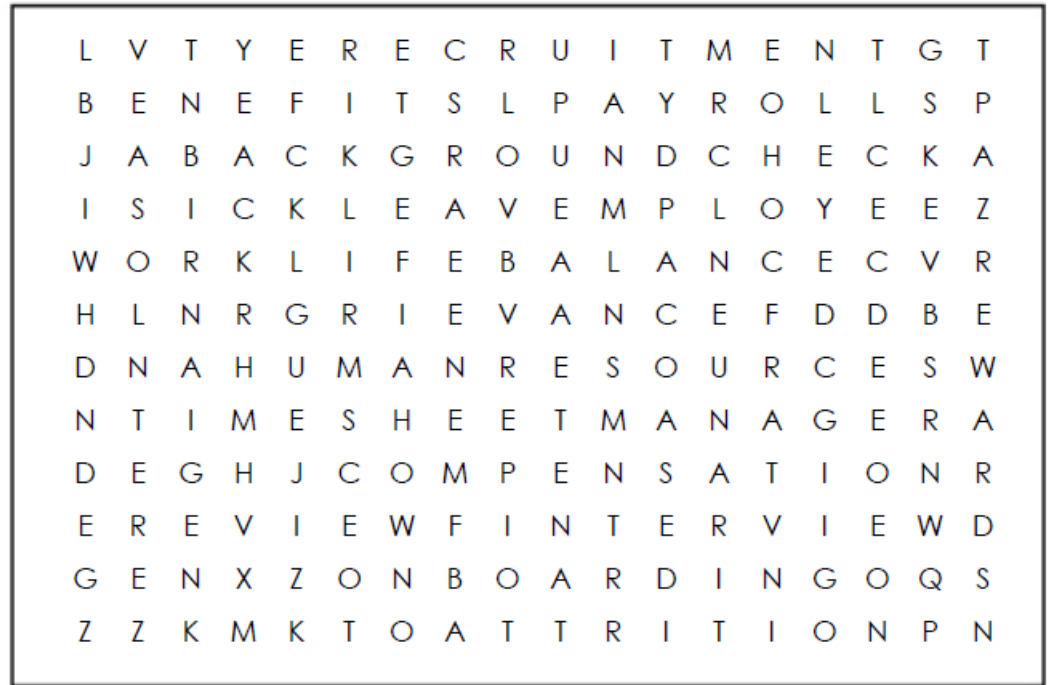 L V T Y E R E C R U I T M E N T G T
B E N E F I T S L P A Y R O L L S P
J A B A C K G R O U N D C H E C K A
I S I C K L E A V E M P L O Y E E Z
W O R K L I F E B A L A N C E C V R
H L N R G R I E V A N C E F D D B E
D N A H U M A N R E S O U R C E S W
N T I M E S H E E T M A N A G E R A
D E G H J C O M P E N S A T I O N R
E R E V I E W F I N T E R V I E W D
G E N X Z O N B O A R D I N G O Q S
Z Z K M K T O A T T R I T I O N P N